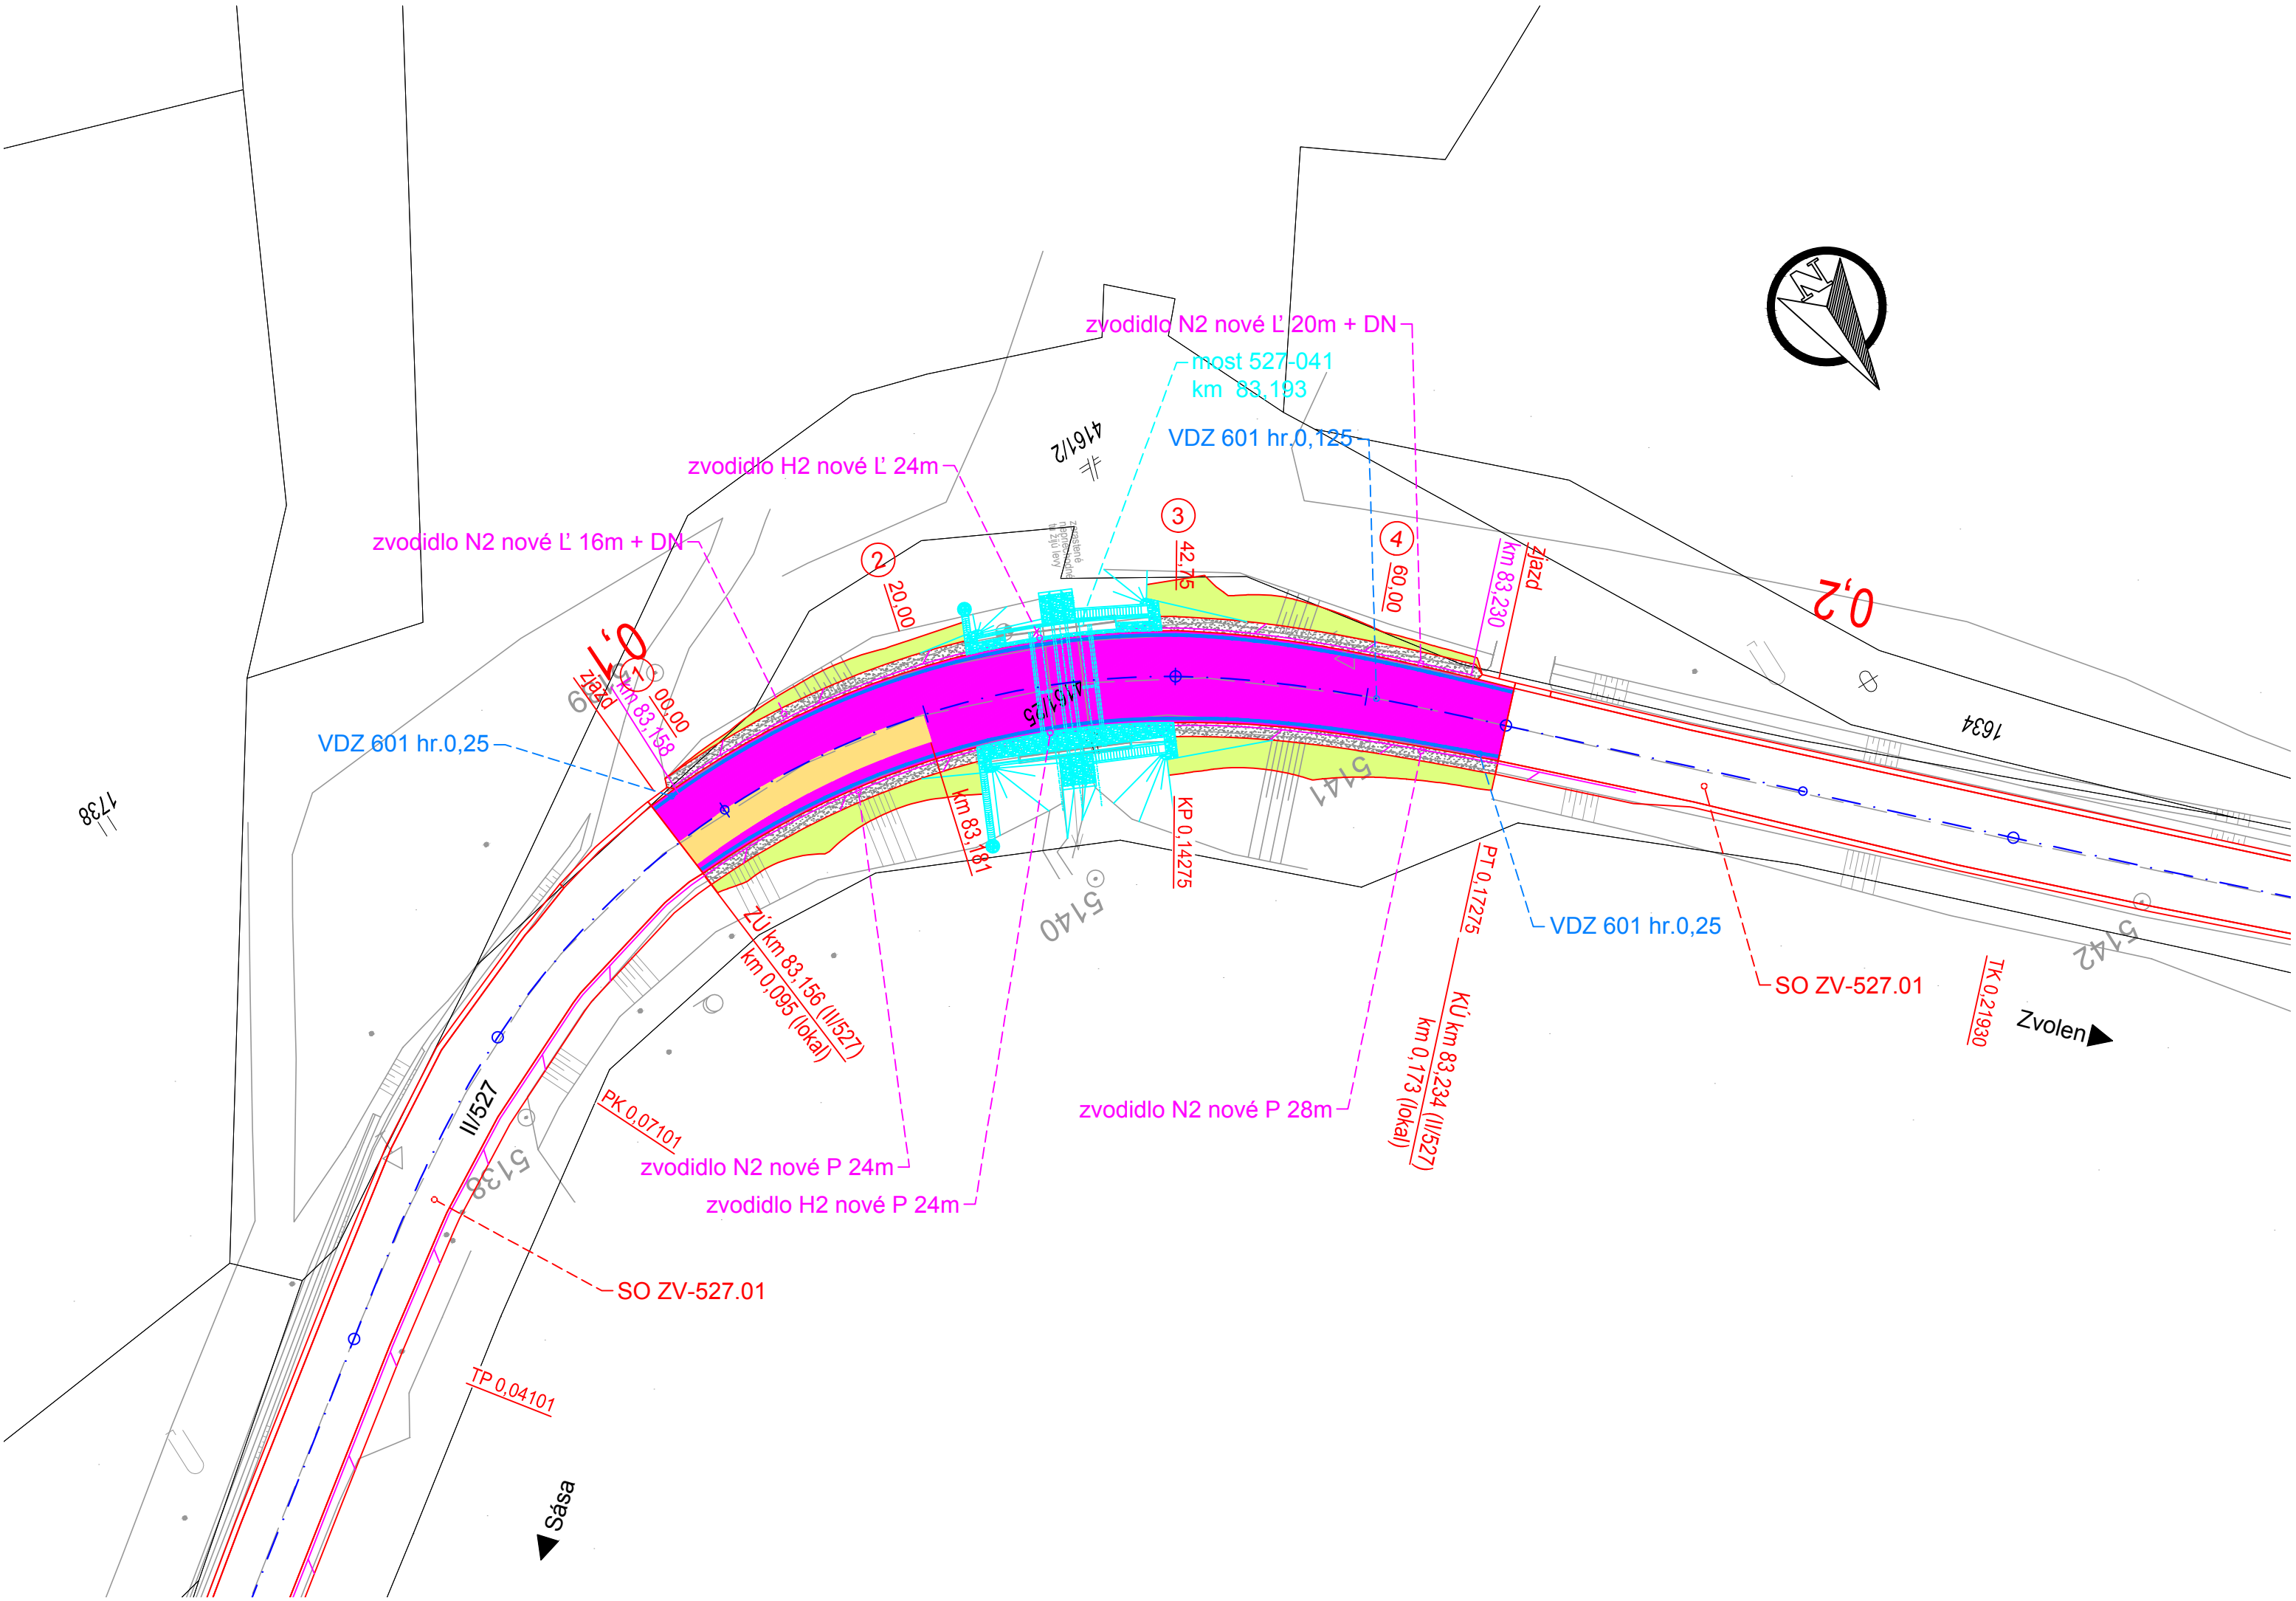 zvodidlo N2 nové Ľ 20m + DN
most 527-041
km 83,193
VDZ 601 hr.0,125
4161/2
zvodidlo H2 nové Ľ 24m
zvodidlo N2 nové Ľ 16m + DN
N
2
20,00
3
42,75
4
60,00
km 83,230
zjazd
0,2
0,1
1
00,00
zjazd
km 83,158
4161/25
VDZ 601 hr.0,25
1738
1634
5141
km 83,181
KP 0,14275
PT 0,17275
5140
VDZ 601 hr.0,25
5142
SO ZV-527.01
TK 0,21930
Zvolen
ZÚ km 83,156 (II/527)
km 0,095 (lokal)
KÚ km 83,234 (II/527)
km 0,173 (lokal)
II/527
PK 0,07101
5138
zvodidlo N2 nové P 28m
zvodidlo N2 nové P 24m
zvodidlo H2 nové P 24m
SO ZV-527.01
TP 0,04101
Sása